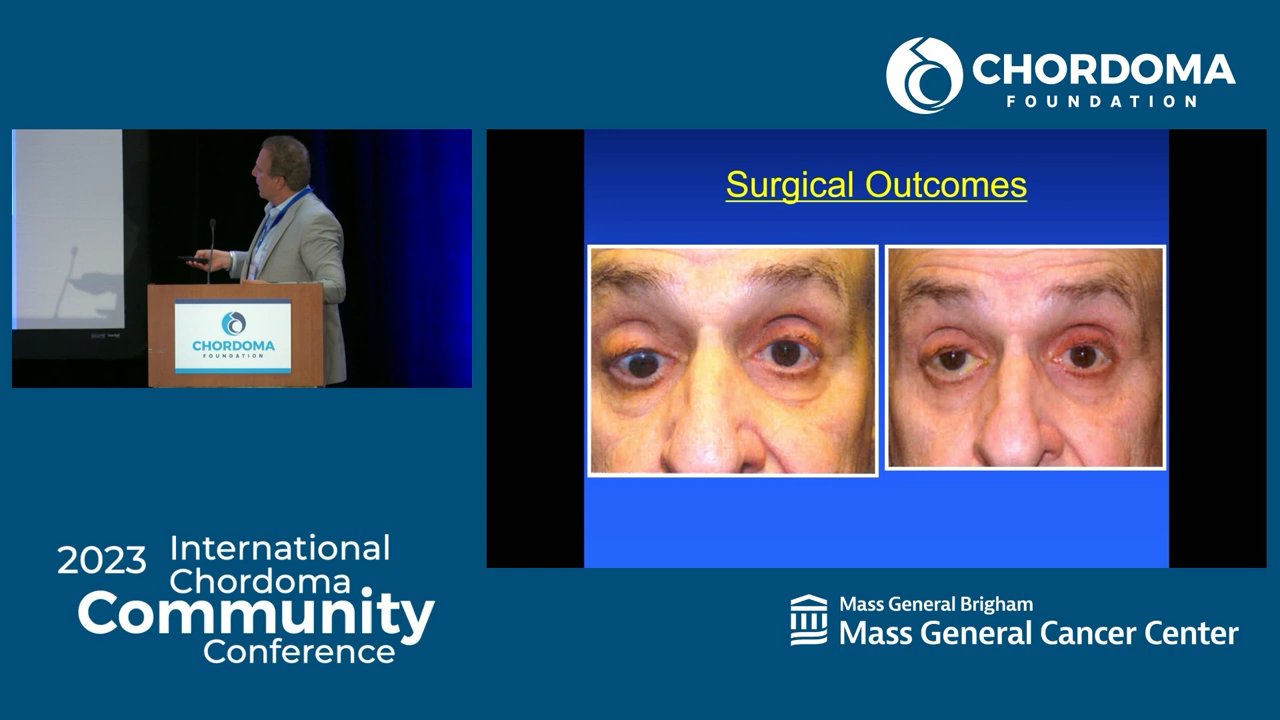 CHORDOMA
FOUNDATION
Surgical Outcomes
CHORDOMA
FOUNDATION
2023 International
Chordoma
Community
Conference
Mass General Brigham
Mass General Cancer Center